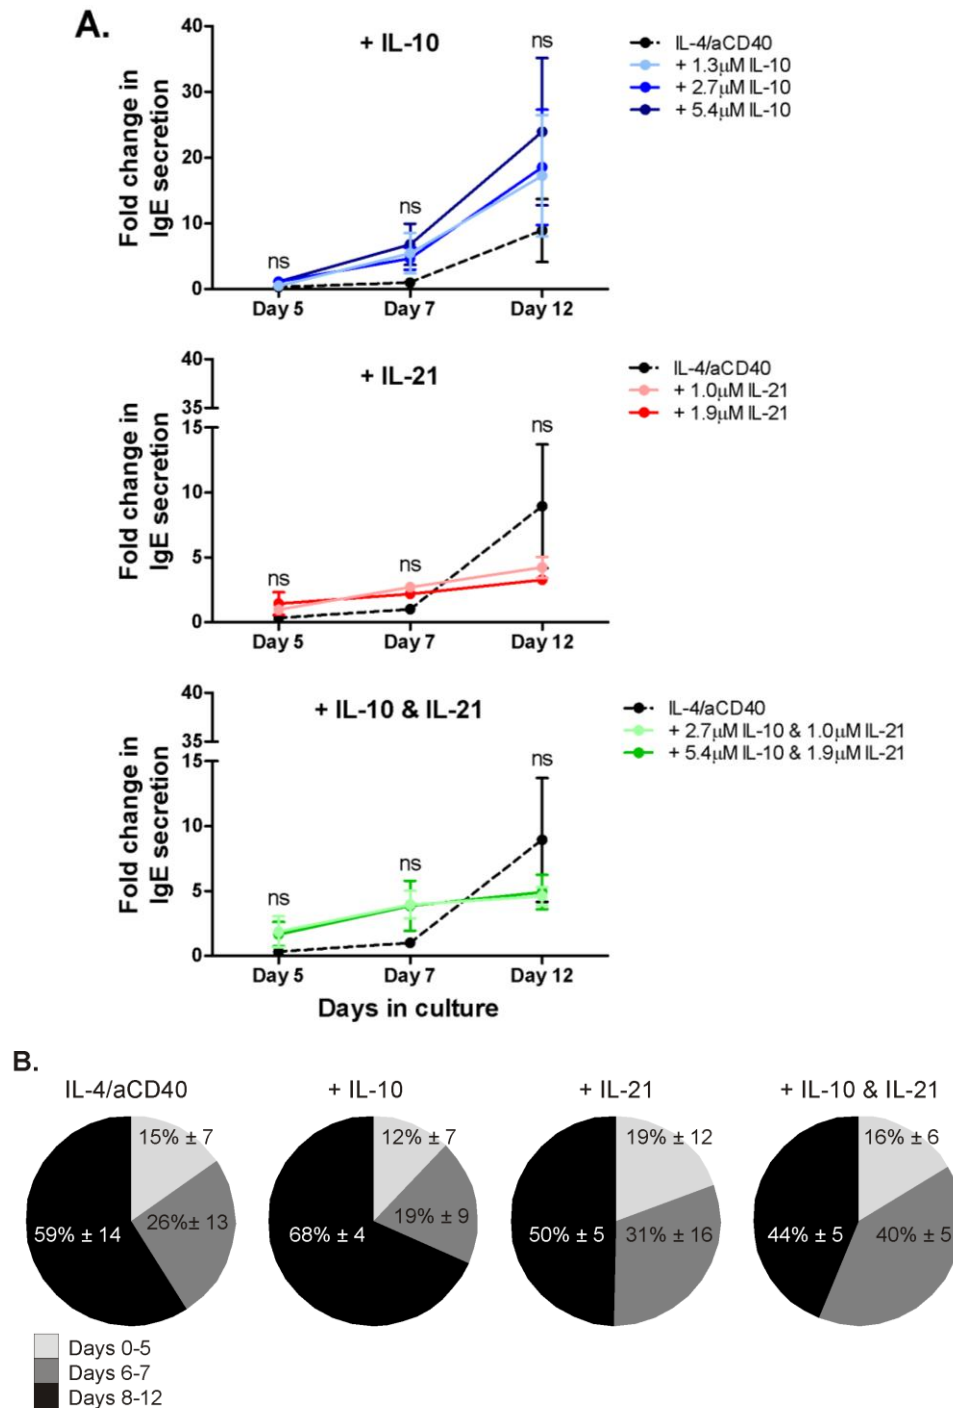 A.
+ IL-10
Fold change in
IgE secretion
40
30
20
10
0
ns
ns
ns
Day 5
Day 7
Day 12
IL-4/aCD40
+ 1.3µM IL-10
+ 2.7µM IL-10
+ 5.4µM IL-10
+ IL-21
Fold change in
IgE secretion
40
35
15
10
5
0
ns
ns
ns
Day 5
Day 7
Day 12
IL-4/aCD40
+ 1.0µM IL-21
+ 1.9µM IL-21
+ IL-10 & IL-21
Fold change in
IgE secretion
40
35
15
10
5
0
ns
ns
ns
Day 5
Day 7
Day 12
Days in culture
IL-4/aCD40
+ 2.7µM IL-10 & 1.0µM IL-21
+ 5.4µM IL-10 & 1.9µM IL-21
B.
IL-4/aCD40
15% ± 7
26%± 13
59% ± 14
+ IL-10
12% ± 7
19% ± 9
68% ± 4
+ IL-21
19% ± 12
31% ± 16
50% ± 5
+ IL-10 & IL-21
16% ± 6
40% ± 5
44% ± 5
Days 0-5
Days 6-7
Days 8-12